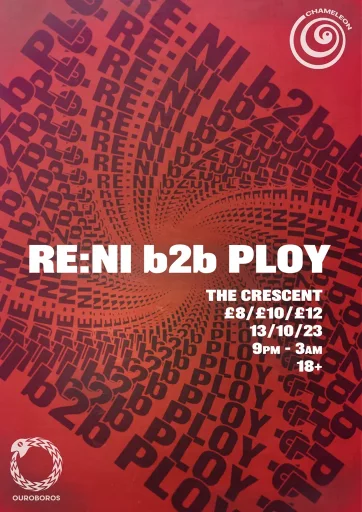 CHAMELEON
RE:NI b2b PLOY
THE CRESCENT
£8/£10/£12
13/10/23
9PM - 3AM
18+
OUROBOROS